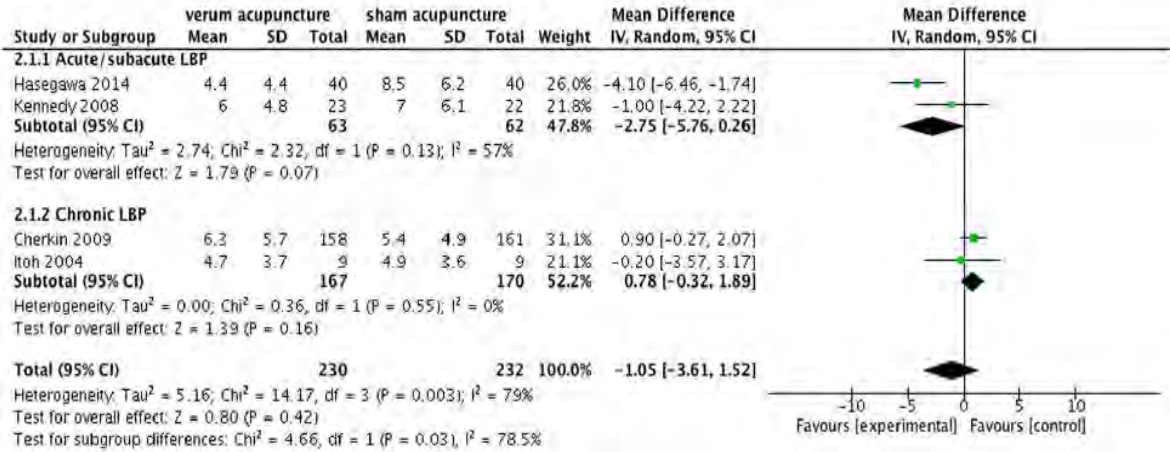 verum acupuncture sham acupuncture Mean Difference Mean Difference
Study or Subgroup Mean SD Total Mean SD Total Weight IV, Random, 95% CI IV, Random, 95% CI
2.1.1 Acute/subacute LBP
Hasegawa 2014 4.4 4.4 40 8.5 6.2 40 26.0% -4.10 [-6.46, -1.74]
Kennedy 2008 6 4.8 23 7 6.1 22 21.8% -1.00 [-4.22, 2.22]
Subtotal (95% CI) 63 62 47.8% -2.75 [-5.76, 0.26]
Heterogeneity: Tau² = 2.74; Chi² = 2.32, df = 1 (P = 0.13); I² = 57%
Test for overall effect: Z = 1.79 (P = 0.07)
2.1.2 Chronic LBP
Cherkin 2009 6.3 5.7 158 5.4 4.9 161 31.1% 0.90 [-0.27, 2.07]
Itoh 2004 4.7 3.7 9 4.9 3.6 9 21.1% -0.20 [-3.57, 3.17]
Subtotal (95% CI) 167 170 52.2% 0.78 [-0.32, 1.89]
Heterogeneity: Tau² = 0.00; Chi² = 0.36, df = 1 (P = 0.55); I² = 0%
Test for overall effect: Z = 1.39 (P = 0.16)
Total (95% CI) 230 232 100.0% -1.05 [-3.61, 1.52]
Heterogeneity: Tau² = 5.16; Chi² = 14.17, df = 3 (P = 0.003); I² = 79%
Test for overall effect: Z = 0.80 (P = 0.42)
Test for subgroup differences: Chi² = 4.66, df = 1 (P = 0.03), I² = 78.5%
-10 -5 0 5 10
Favours [experimental] Favours [control]